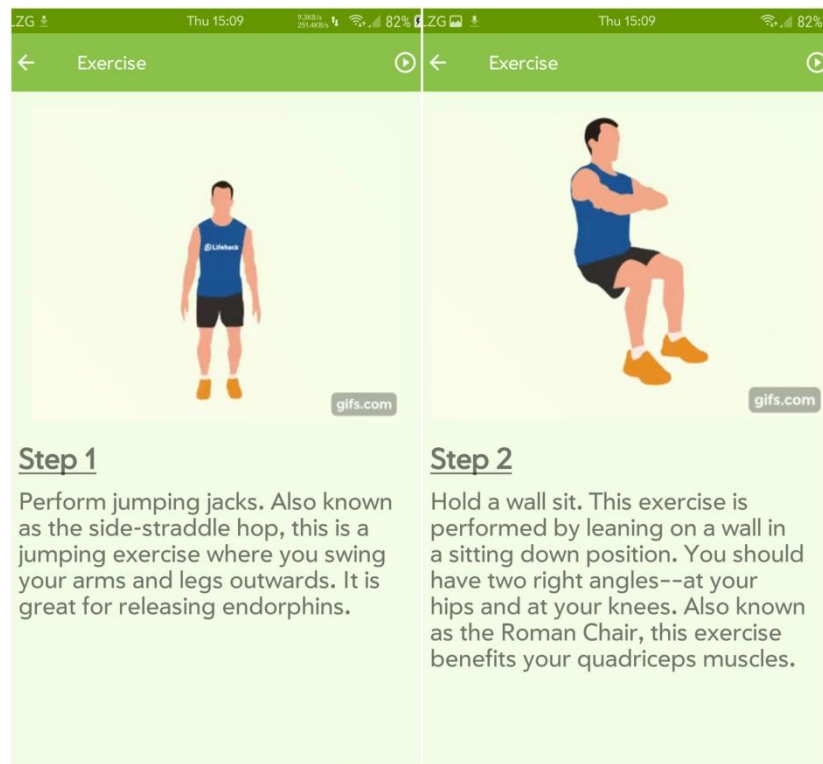 .ZG Thu 15:09 9.3KB/s 251.4KB/s 82%
Exercise
Lifehack
gifs.com
Step 1
Perform jumping jacks. Also known
as the side-straddle hop, this is a
jumping exercise where you swing
your arms and legs outwards. It is
great for releasing endorphins.
.ZG Thu 15:09 82%
Exercise
gifs.com
Step 2
Hold a wall sit. This exercise is
performed by leaning on a wall in
a sitting down position. You should
have two right angles--at your
hips and at your knees. Also known
as the Roman Chair, this exercise
benefits your quadriceps muscles.